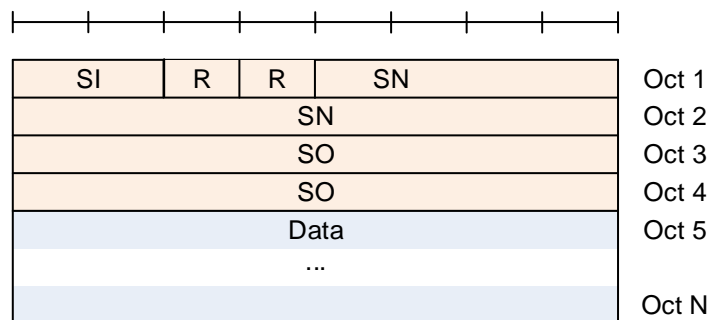 SI R R SN Oct 1
SN Oct 2
SO Oct 3
SO Oct 4
Data Oct 5
...
Oct N